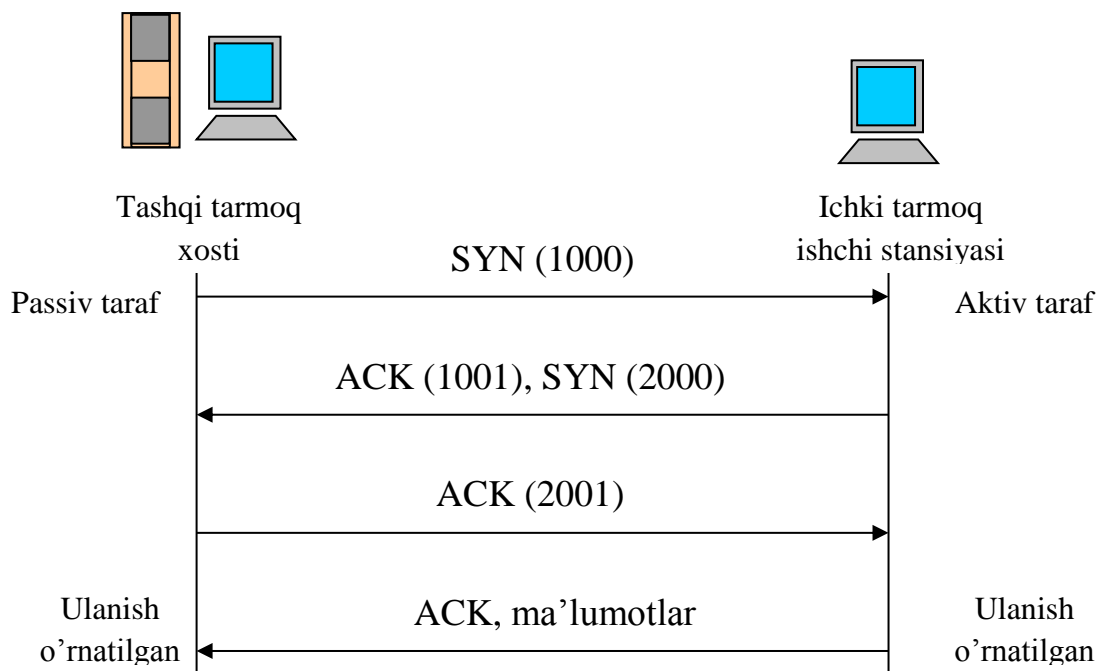 Tashqi tarmoq
xosti
Ichki tarmoq
ishchi stansiyasi
SYN (1000)
Passiv taraf
Aktiv taraf
ACK (1001), SYN (2000)
ACK (2001)
Ulanish
o’rnatilgan
ACK, ma’lumotlar
Ulanish
o’rnatilgan